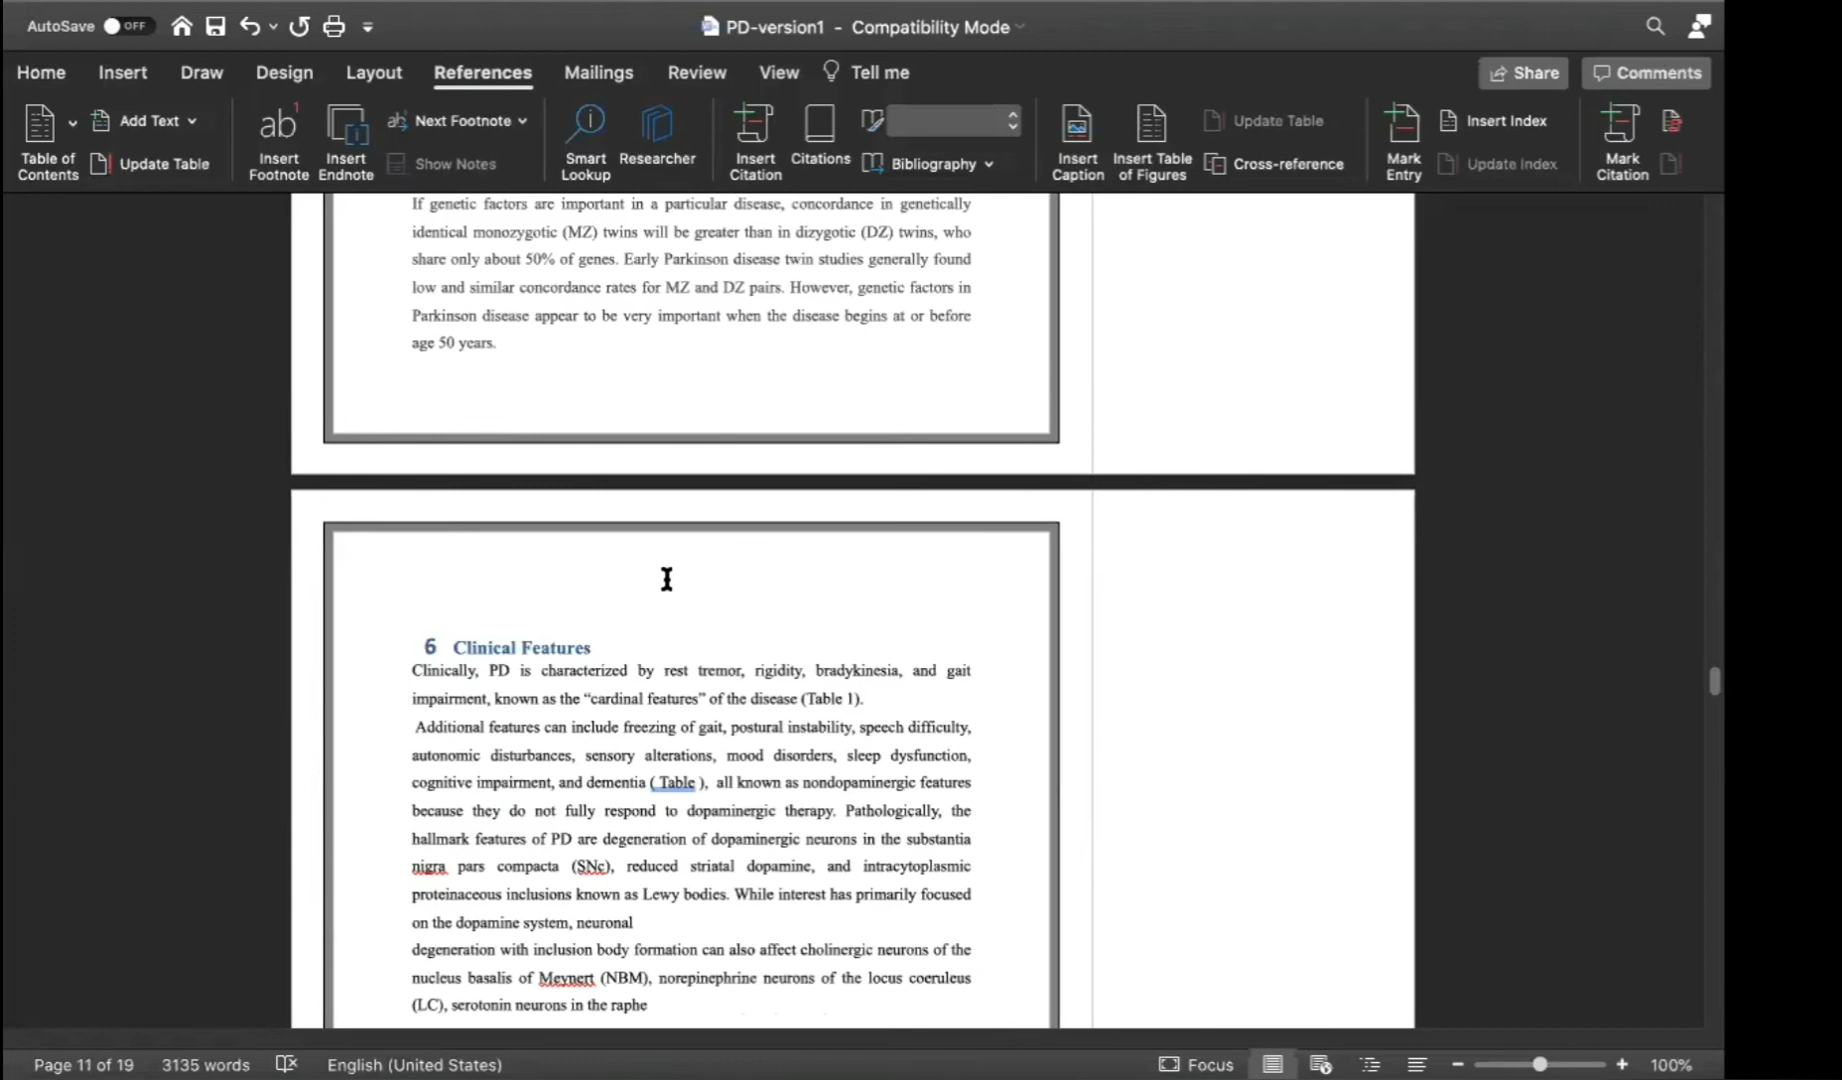 AutoSave OFF
PD-version1 - Compatibility Mode
Home Insert Draw Design Layout References Mailings Review View Tell me Share Comments
Table of Contents
Add Text
Update Table
ab 1
Insert Footnote
Insert Endnote
ab Next Footnote
Show Notes
Smart Lookup
Researcher
Insert Citation
Citations
Bibliography
Insert Caption
Insert Table of Figures
Update Table
Cross-reference
Mark Entry
Insert Index
Update Index
Mark Citation
If genetic factors are important in a particular disease, concordance in genetically
identical monozygotic (MZ) twins will be greater than in dizygotic (DZ) twins, who
share only about 50% of genes. Early Parkinson disease twin studies generally found
low and similar concordance rates for MZ and DZ pairs. However, genetic factors in
Parkinson disease appear to be very important when the disease begins at or before
age 50 years.
6 Clinical Features
Clinically, PD is characterized by rest tremor, rigidity, bradykinesia, and gait
impairment, known as the “cardinal features” of the disease (Table 1).
Additional features can include freezing of gait, postural instability, speech difficulty,
autonomic disturbances, sensory alterations, mood disorders, sleep dysfunction,
cognitive impairment, and dementia ( Table ), all known as nondopaminergic features
because they do not fully respond to dopaminergic therapy. Pathologically, the
hallmark features of PD are degeneration of dopaminergic neurons in the substantia
nigra pars compacta (SNc), reduced striatal dopamine, and intracytoplasmic
proteinaceous inclusions known as Lewy bodies. While interest has primarily focused
on the dopamine system, neuronal
degeneration with inclusion body formation can also affect cholinergic neurons of the
nucleus basalis of Meynert (NBM), norepinephrine neurons of the locus coeruleus
(LC), serotonin neurons in the raphe
Page 11 of 19 3135 words English (United States) Focus 100%